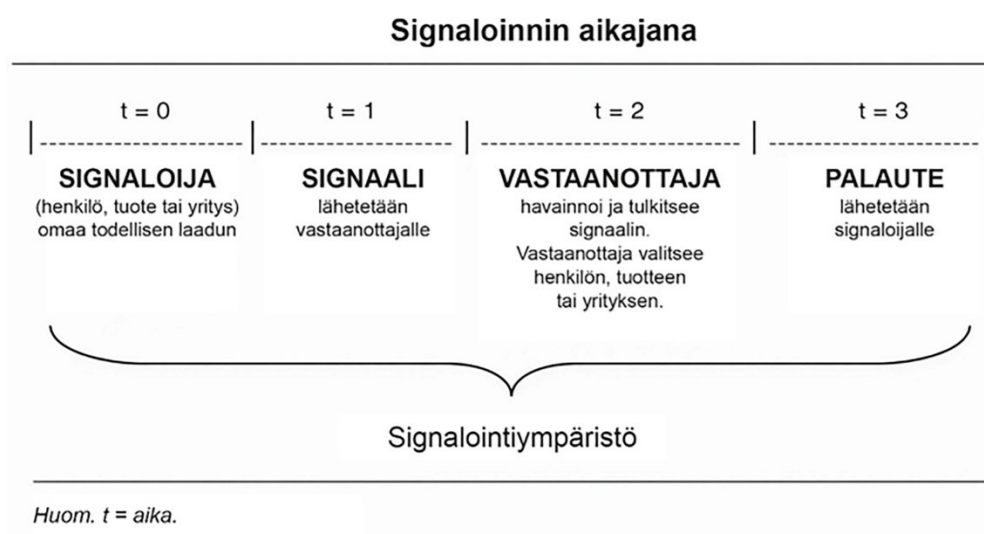 Signaloinnin aikajana
t = 0
t = 1
t = 2
t = 3
SIGNALOIJA
(henkilö, tuote tai yritys)
omaa todellisen laadun
SIGNAALI
lähetetään
vastaanottajalle
VASTAANOTTAJA
havainnoi ja tulkitsee
signaalin.
Vastaanottaja valitsee
henkilön, tuotteen
tai yrityksen.
PALAUTE
lähetetään
signaloijalle
Signalointiympäristö
Huom. t = aika.